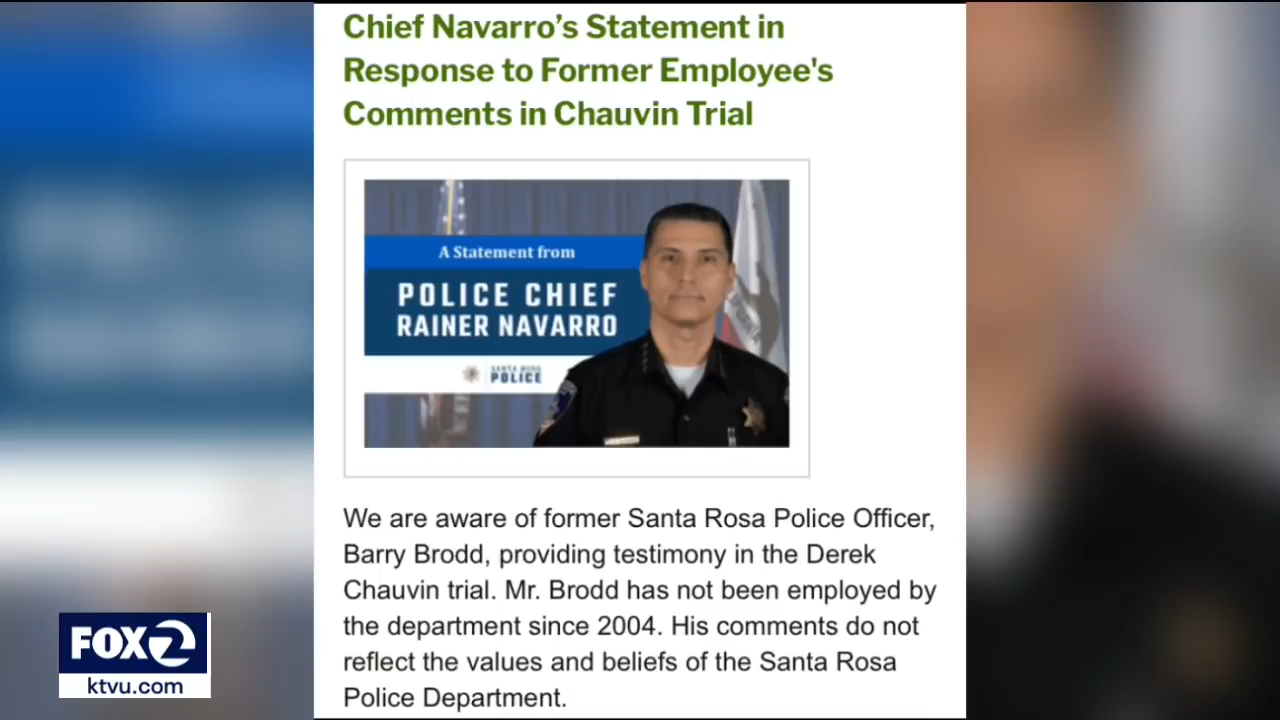 Chief Navarro’s Statement in
Response to Former Employee's
Comments in Chauvin Trial
A Statement from
POLICE CHIEF
RAINER NAVARRO
SANTA ROSA
POLICE
We are aware of former Santa Rosa Police Officer,
Barry Brodd, providing testimony in the Derek
Chauvin trial. Mr. Brodd has not been employed by
the department since 2004. His comments do not
reflect the values and beliefs of the Santa Rosa
Police Department.
FOX 2
ktvu.com